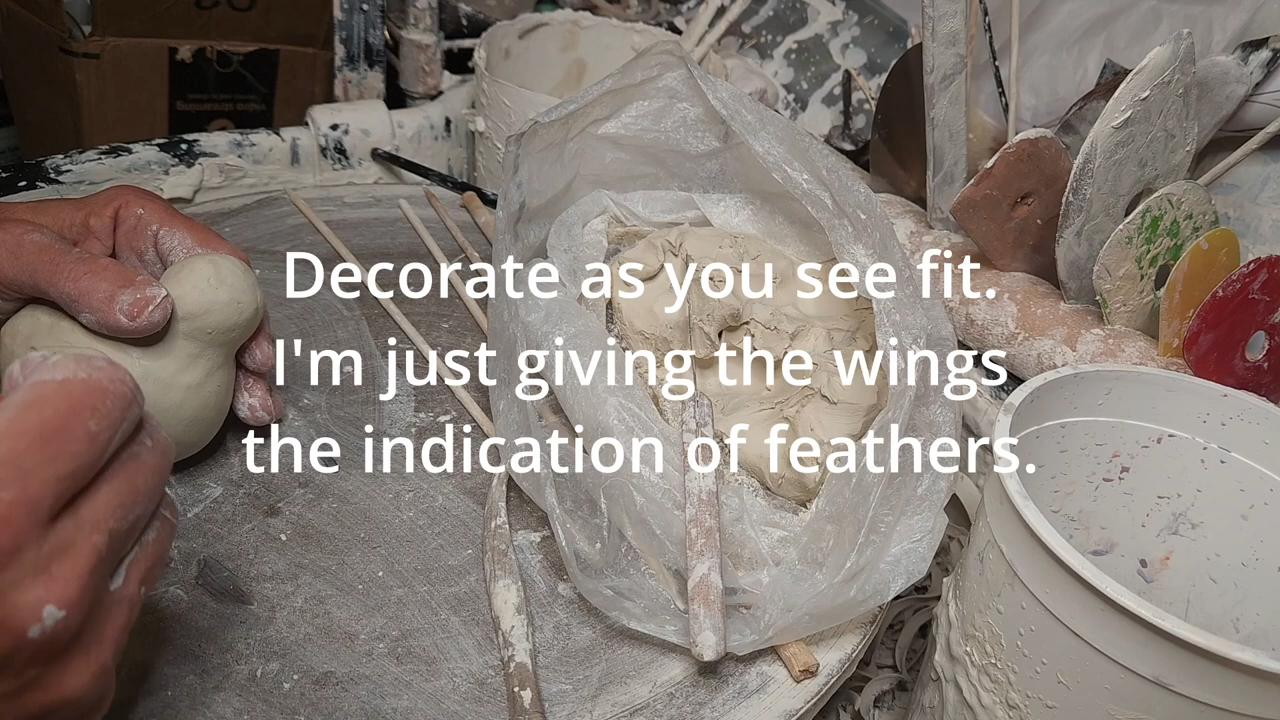 Decorate as you see fit.
I'm just giving the wings
the indication of feathers.